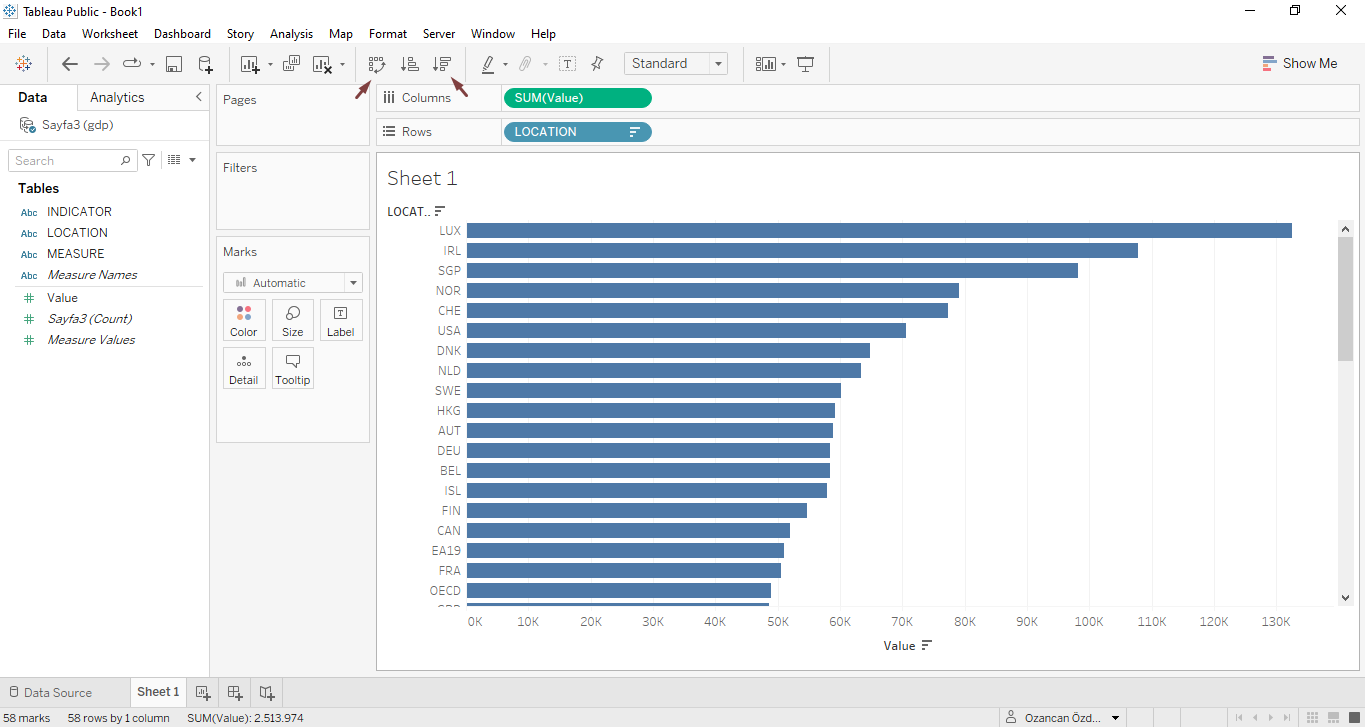 Tableau Public - Book1
File Data Worksheet Dashboard Story Analysis Map Format Server Window Help
Standard
Show Me
Data Analytics
Sayfa3 (gdp)
Search
Tables
Abc INDICATOR
Abc LOCATION
Abc MEASURE
Abc Measure Names
# Value
# Sayfa3 (Count)
# Measure Values
Pages
Filters
Marks
Automatic
Color Size Label
Detail Tooltip
Columns SUM(Value)
Rows LOCATION
Sheet 1
LOCAT..
LUX
IRL
SGP
NOR
CHE
USA
DNK
NLD
SWE
HKG
AUT
DEU
BEL
ISL
FIN
CAN
EA19
FRA
OECD
0K 10K 20K 30K 40K 50K 60K 70K 80K 90K 100K 110K 120K 130K
Value
Data Source Sheet 1
58 marks 58 rows by 1 column SUM(Value): 2.513.974
Ozancan Özd...